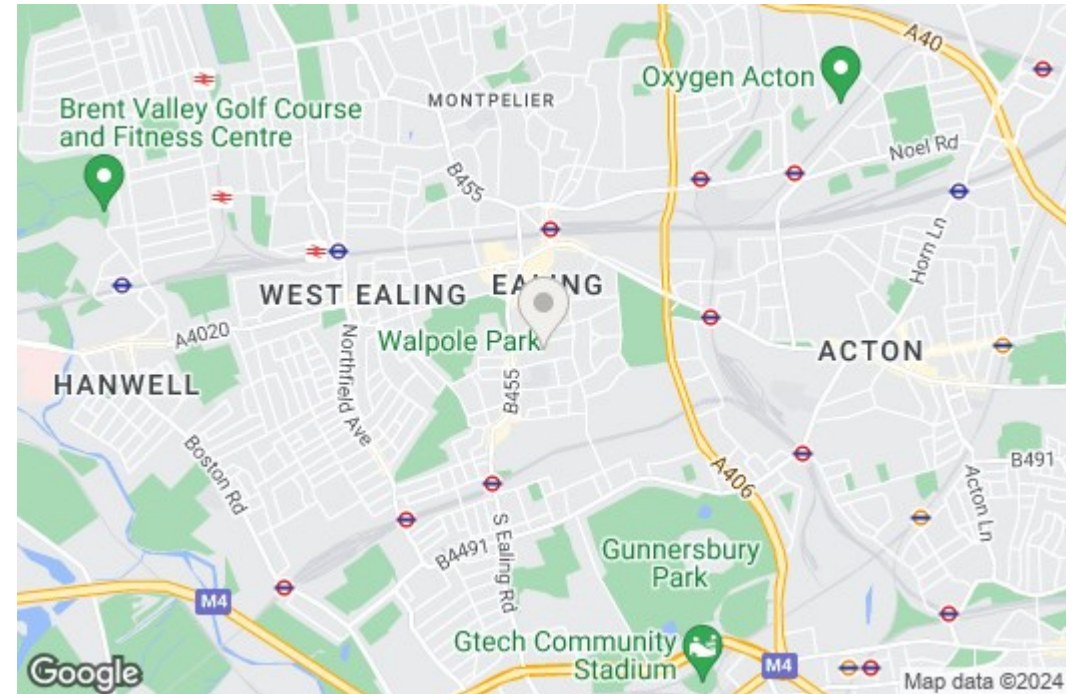 A40
Oxygen Acton
MONTPELIER
Brent Valley Golf Course
and Fitness Centre
Noel Rd
B455
Horn Ln
EALING
WEST EALING
A4020
Walpole Park
Northfield Ave
ACTON
HANWELL
B455
Boston Rd
A406
B491
Acton Ln
B4491
S Ealing Rd
Gunnersbury
Park
M4
Gtech Community
Stadium
M4
Google
Map data ©2024